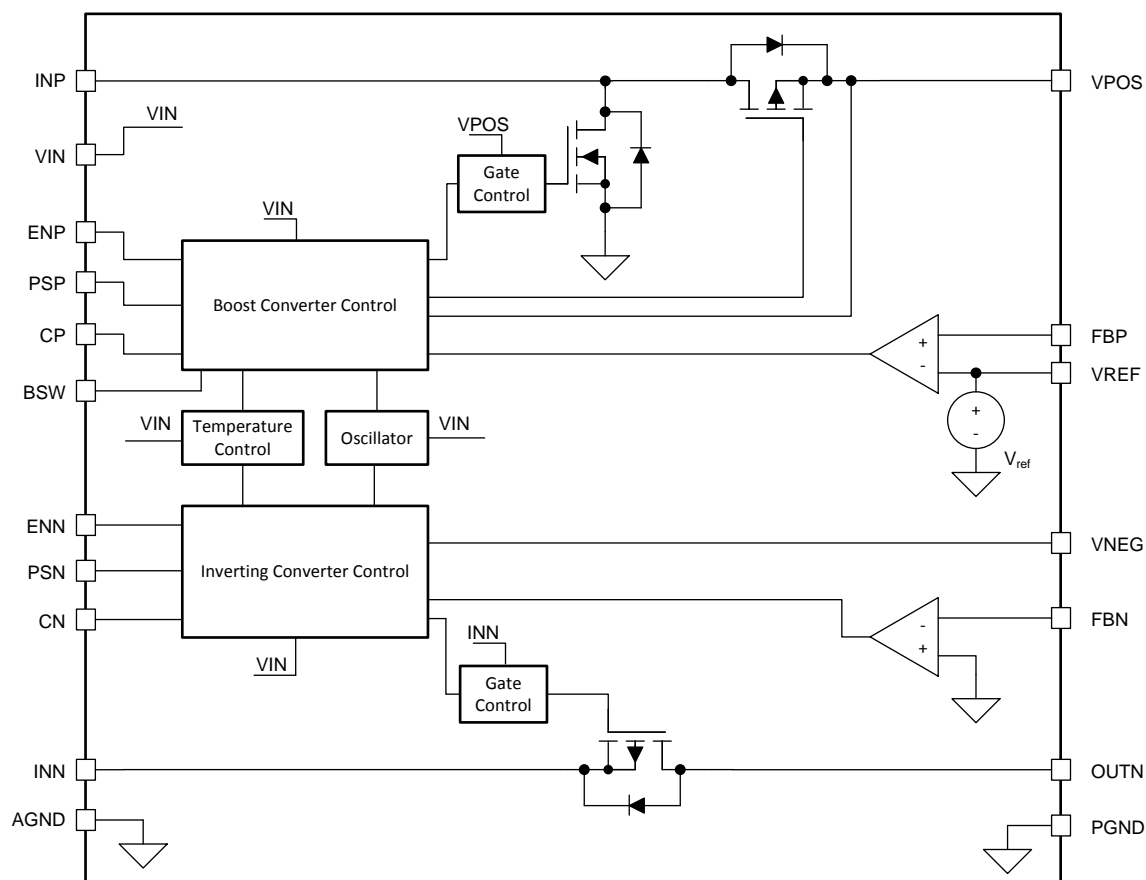 INP
VPOS
VIN
VIN
VPOS
Gate
Control
VIN
ENP
PSP
Boost Converter Control
CP
+
-
FBP
VREF
BSW
VIN
Temperature
Control
Oscillator
VIN
+
-
Vref
ENN
VNEG
PSN
Inverting Converter Control
CN
-
+
FBN
INN
VIN
Gate
Control
INN
OUTN
AGND
PGND